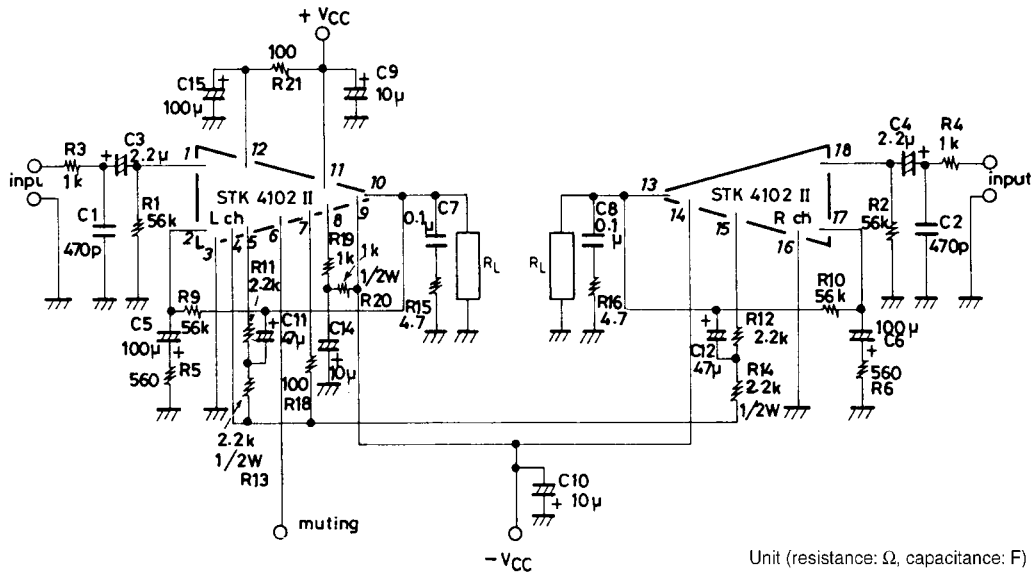 + VCC
100
R21
C15 +
100μ
+ C9
10μ
R3
1k
C3
+ 2.2μ
inpu
C1
470p
R1
56k
1
12
11
10
STK 4102 II
L ch
2
3
4
5
6
7
8
9
R11
2.2k
R19
1k
1k
1/2W
R20
0.1μ
C7
R15
4.7
RL
R9
56k
C5
100μ
+
560
R5
+ C11
47μ
C14
+
10μ
100
R18
2.2k
1/2W
R13
muting
13
14
15
16
17
18
STK 4102 II
R ch
RL
C8
0.1
μ
R16
4.7
C4
2.2μ
+
R4
1k
input
R2
56k
C2
470p
R10
56k
100μ
C6
+
560
R6
+
C12
47μ
R12
2.2k
R14
2.2k
1/2W
C10
+ 10μ
- VCC
Unit (resistance: Ω, capacitance: F)